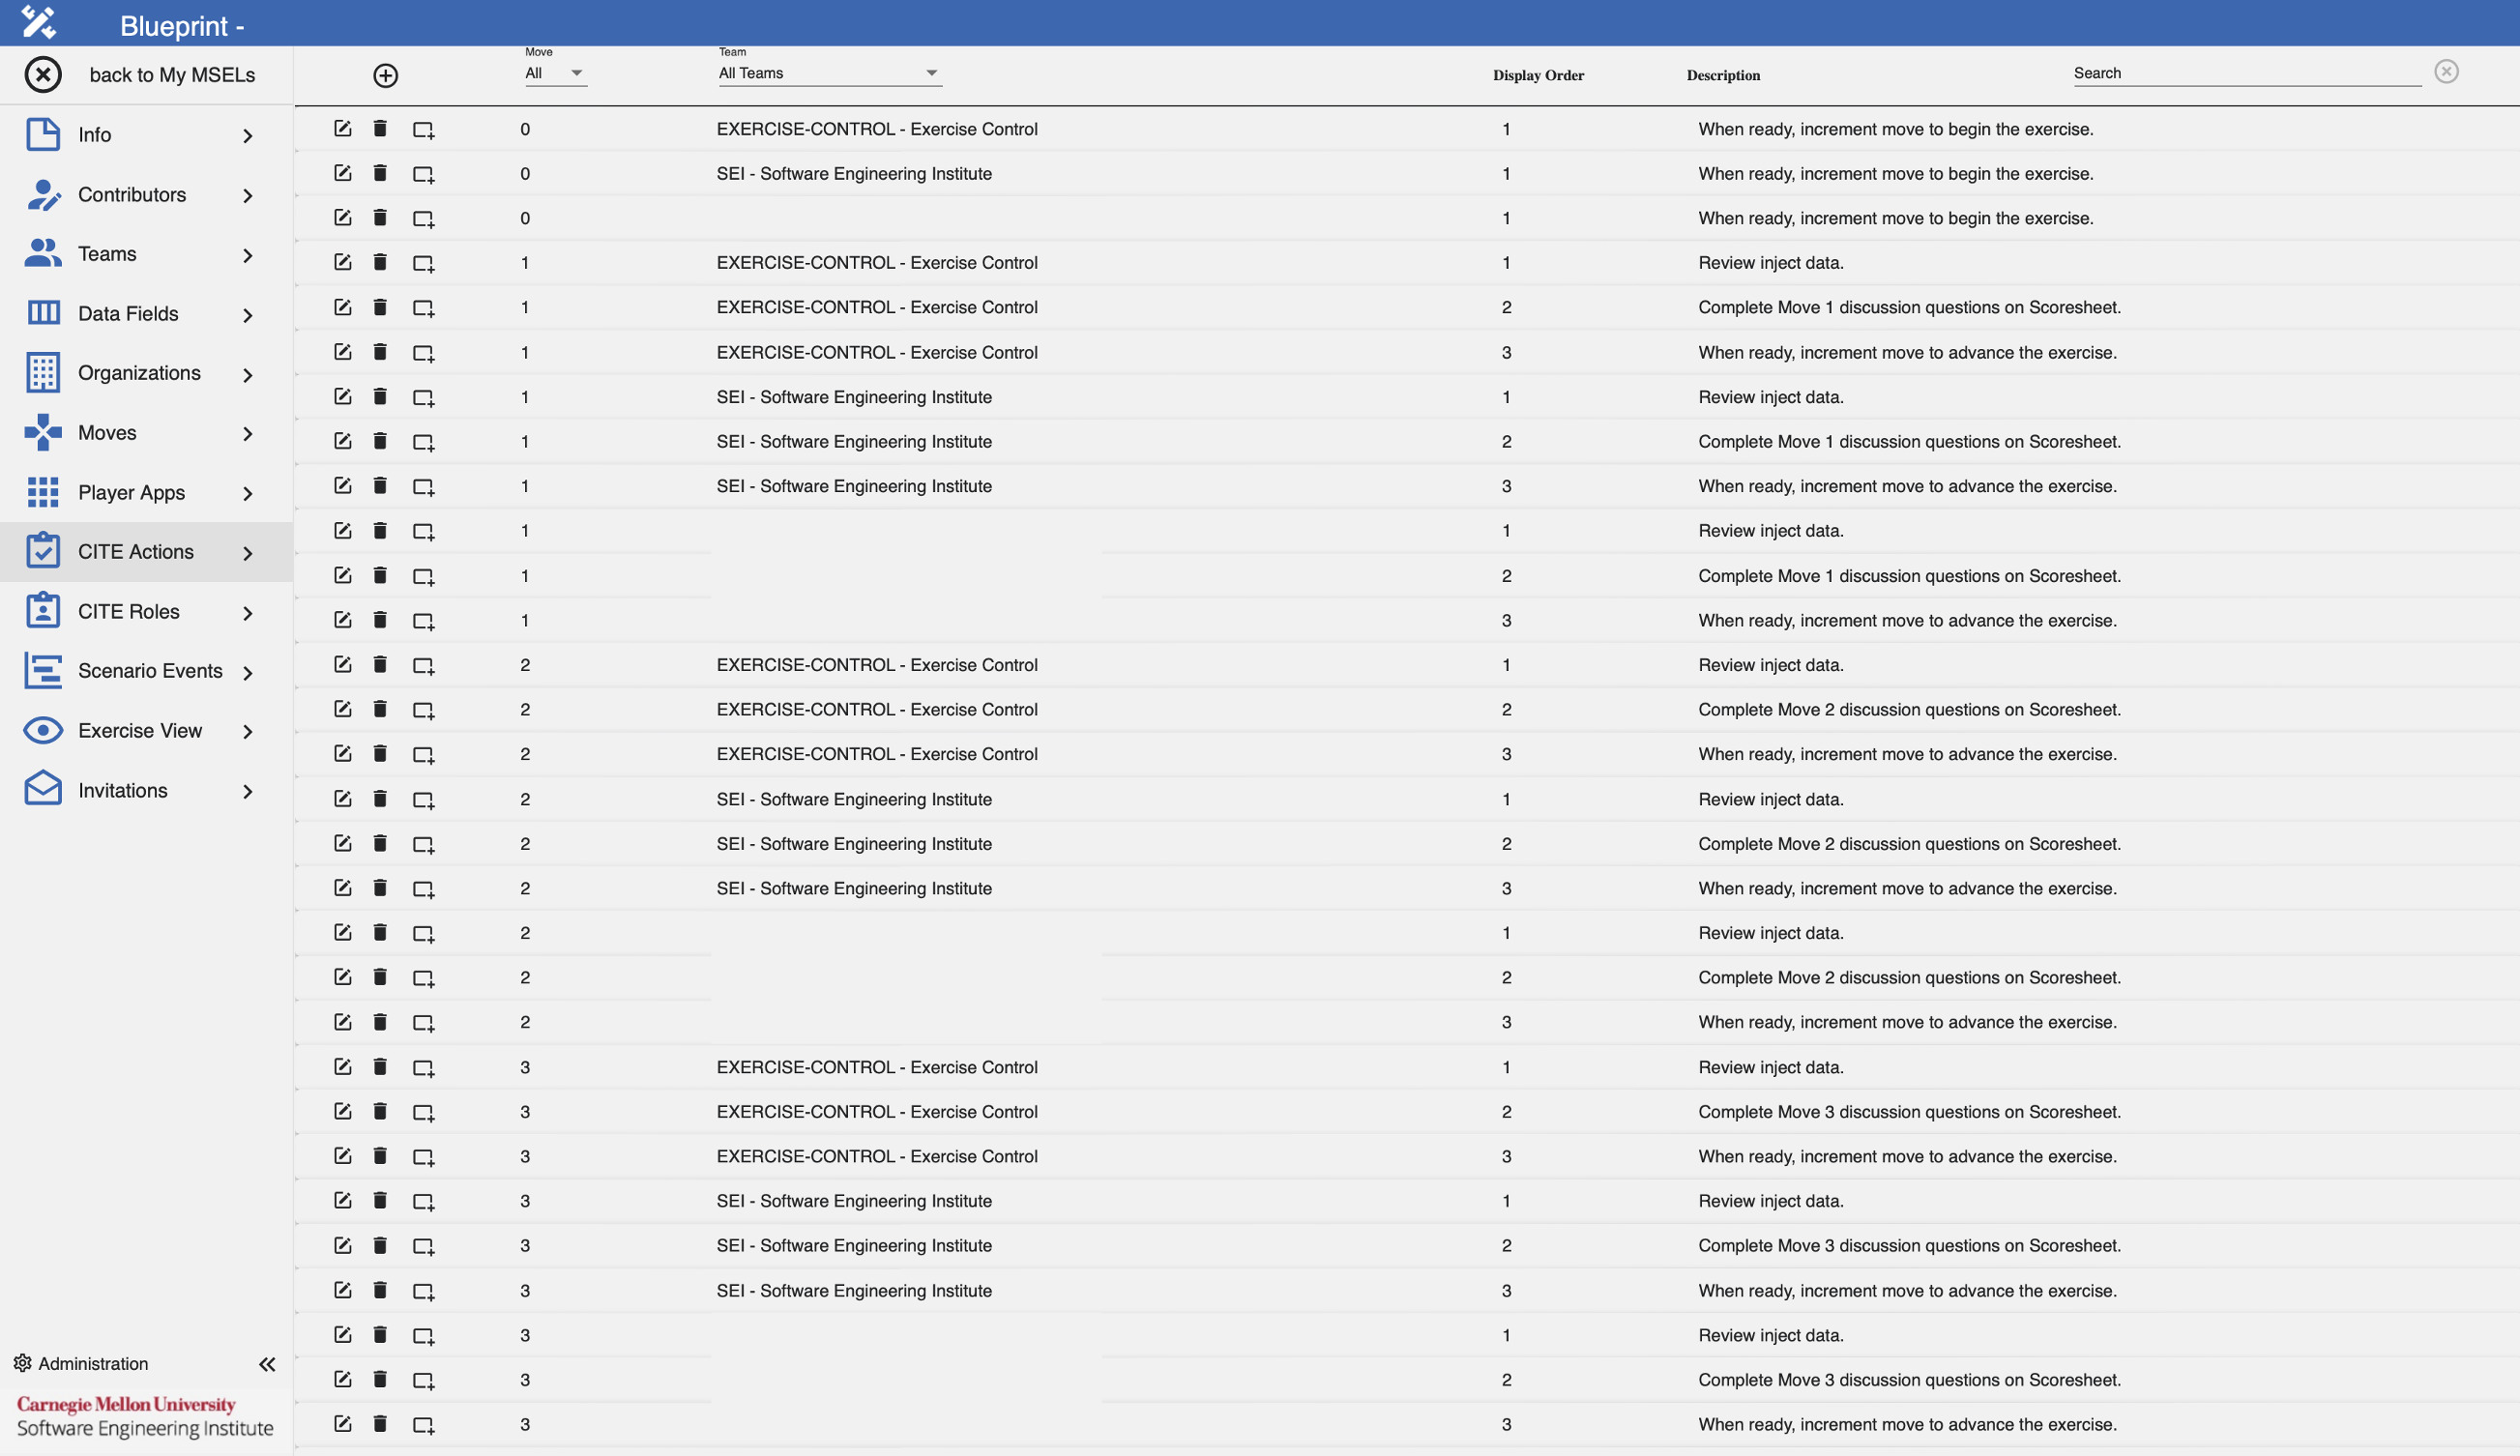 Blueprint -
back to My MSELs
Info
Contributors
Teams
Data Fields
Organizations
Moves
Player Apps
CITE Actions
CITE Roles
Scenario Events
Exercise View
Invitations
Administration
Carnegie Mellon University
Software Engineering Institute
Move Team
All All Teams Display Order Description Search
0 EXERCISE-CONTROL - Exercise Control 1 When ready, increment move to begin the exercise.
0 SEI - Software Engineering Institute 1 When ready, increment move to begin the exercise.
0 1 When ready, increment move to begin the exercise.
1 EXERCISE-CONTROL - Exercise Control 1 Review inject data.
1 EXERCISE-CONTROL - Exercise Control 2 Complete Move 1 discussion questions on Scoresheet.
1 EXERCISE-CONTROL - Exercise Control 3 When ready, increment move to advance the exercise.
1 SEI - Software Engineering Institute 1 Review inject data.
1 SEI - Software Engineering Institute 2 Complete Move 1 discussion questions on Scoresheet.
1 SEI - Software Engineering Institute 3 When ready, increment move to advance the exercise.
1 1 Review inject data.
1 2 Complete Move 1 discussion questions on Scoresheet.
1 3 When ready, increment move to advance the exercise.
2 EXERCISE-CONTROL - Exercise Control 1 Review inject data.
2 EXERCISE-CONTROL - Exercise Control 2 Complete Move 2 discussion questions on Scoresheet.
2 EXERCISE-CONTROL - Exercise Control 3 When ready, increment move to advance the exercise.
2 SEI - Software Engineering Institute 1 Review inject data.
2 SEI - Software Engineering Institute 2 Complete Move 2 discussion questions on Scoresheet.
2 SEI - Software Engineering Institute 3 When ready, increment move to advance the exercise.
2 1 Review inject data.
2 2 Complete Move 2 discussion questions on Scoresheet.
2 3 When ready, increment move to advance the exercise.
3 EXERCISE-CONTROL - Exercise Control 1 Review inject data.
3 EXERCISE-CONTROL - Exercise Control 2 Complete Move 3 discussion questions on Scoresheet.
3 EXERCISE-CONTROL - Exercise Control 3 When ready, increment move to advance the exercise.
3 SEI - Software Engineering Institute 1 Review inject data.
3 SEI - Software Engineering Institute 2 Complete Move 3 discussion questions on Scoresheet.
3 SEI - Software Engineering Institute 3 When ready, increment move to advance the exercise.
3 1 Review inject data.
3 2 Complete Move 3 discussion questions on Scoresheet.
3 3 When ready, increment move to advance the exercise.